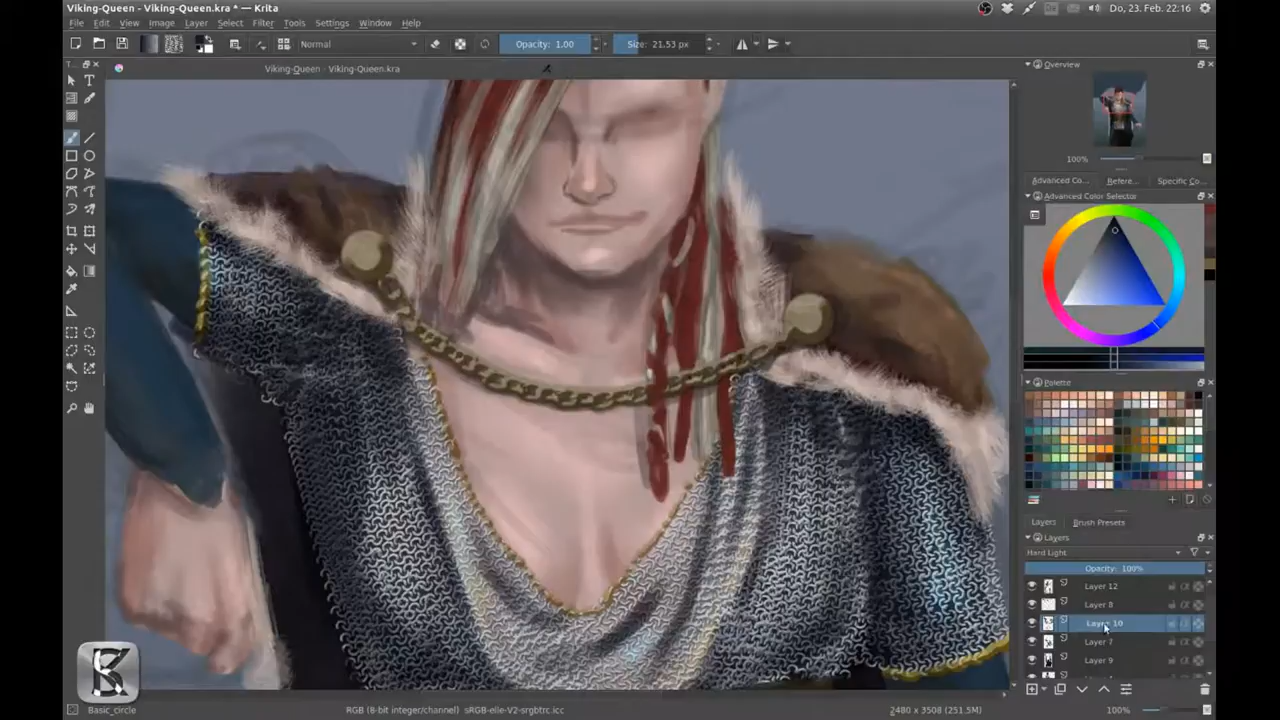 Viking-Queen - Viking-Queen.kra * — Krita
De
Do, 23. Feb. 22:16
File Edit View Image Layer Select Filter Tools Settings Window Help
Normal
Opacity: 1.00
Size: 21.53 px
T...
Viking-Queen - Viking-Queen.kra
Overview
100%
Advanced Co... Refere... Specific Co...
Advanced Color Selector
Palette
Layers Brush Presets
Layers
Hard Light
Opacity: 100%
Layer 12
Layer 8
Layer 10
Layer 7
Layer 9
K
Basic_circle
RGB (8-bit integer/channel) sRGB-elle-V2-srgbtrc.icc
2480 x 3508 (251.5M)
100%